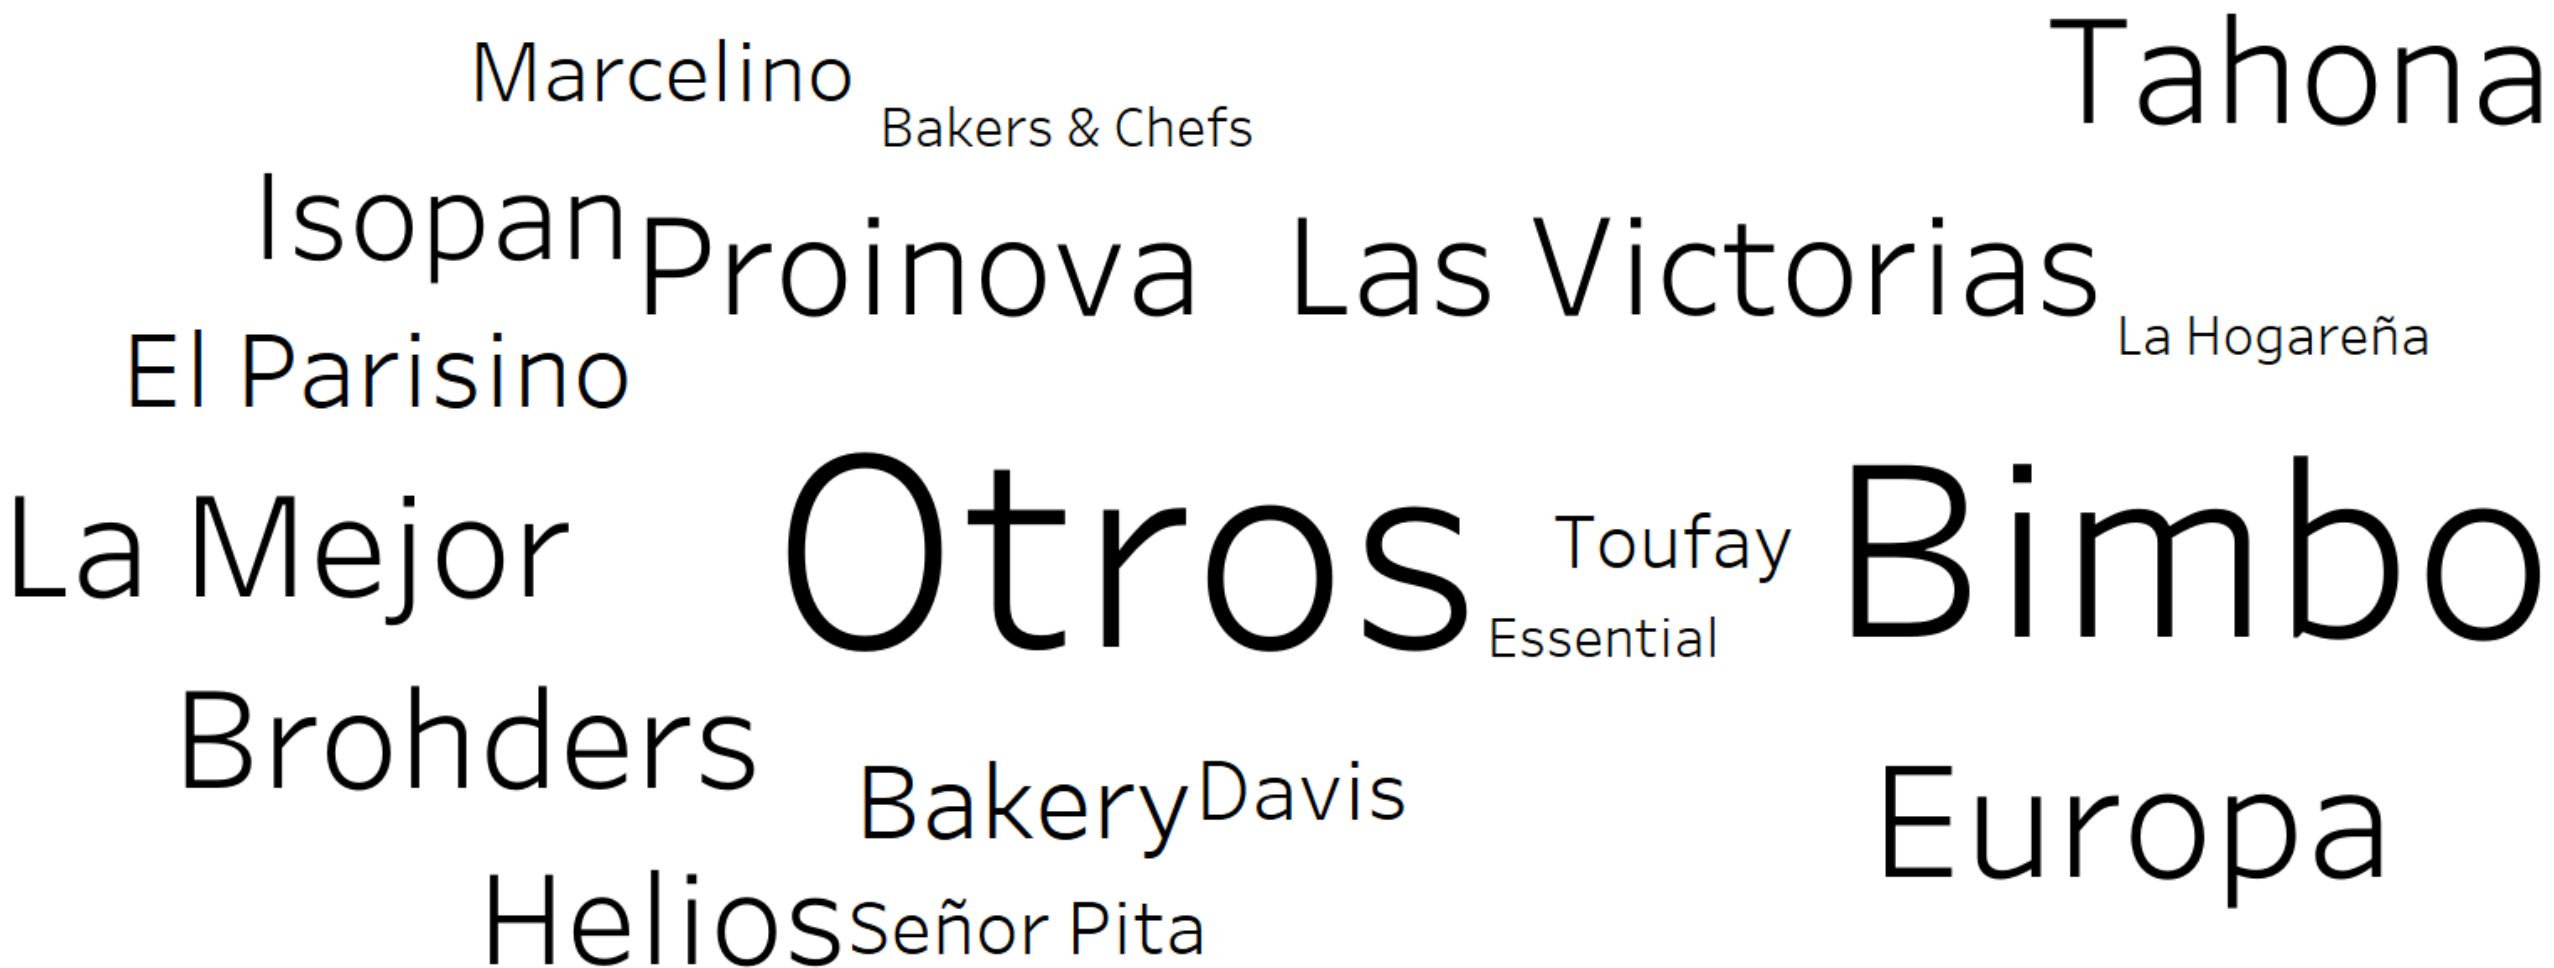 Marcelino
Tahona
Bakers & Chefs
Isopan
Proinova
Las Victorias
La Hogareña
El Parisino
La Mejor
Otros
Toufay
Bimbo
Essential
Brohders
Bakery
Davis
Europa
Helios
Señor Pita